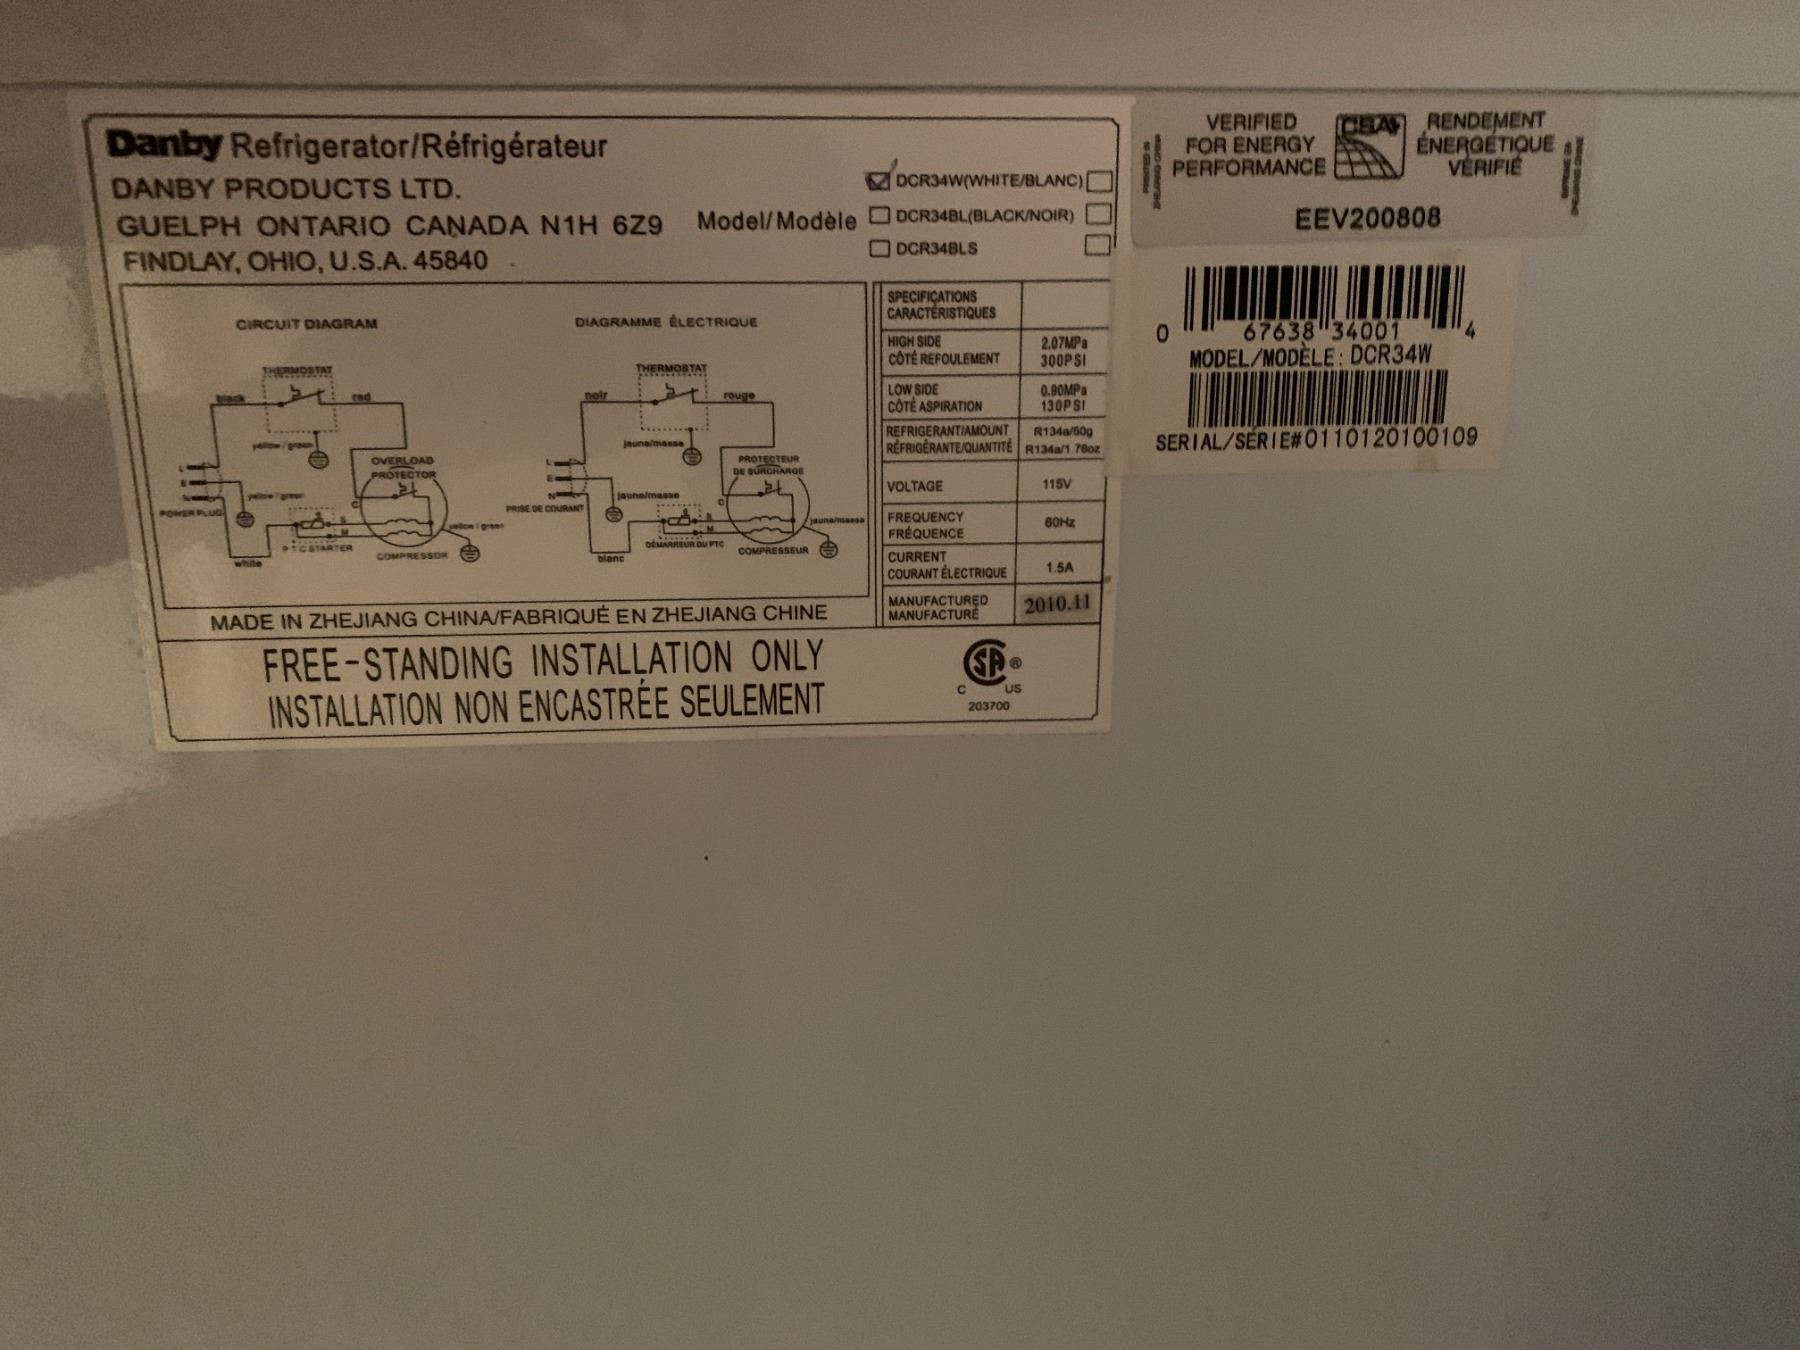 Danby Refrigerator/Réfrigérateur
DANBY PRODUCTS LTD.
GUELPH ONTARIO CANADA N1H 6Z9
FINDLAY, OHIO, U.S.A. 45840
Model/Modèle
DCR34W(WHITE/BLANC)
DCR34BL(BLACK/NOIR)
DCR34BLS
CIRCUIT DIAGRAM
THERMOSTAT
black
red
yellow / green
OVERLOAD
PROTECTOR
L
E
N
POWER PLUG
yellow / green
C
S
M
yellow / green
PTC STARTER
COMPRESSOR
white
DIAGRAMME ÉLECTRIQUE
THERMOSTAT
noir
rouge
jaune/masse
PROTECTEUR
DE SURCHARGE
L
E
N
PRISE DE COURANT
jaune/masse
C
S
M
jaune/masse
DÉMARREUR DU PTC
COMPRESSEUR
blanc
SPECIFICATIONS
CARACTÉRISTIQUES
HIGH SIDE 2.07MPa
CÔTÉ REFOULEMENT 300PSI
LOW SIDE 0.90MPa
CÔTÉ ASPIRATION 130PSI
REFRIGERANT/AMOUNT R134a/50g
RÉFRIGÉRANTE/QUANTITÉ R134a/1.76oz
VOLTAGE 115V
FREQUENCY
FRÉQUENCE 60Hz
CURRENT
COURANT ÉLECTRIQUE 1.5A
MANUFACTURED
MANUFACTURÉ 2010.11
MADE IN ZHEJIANG CHINA/FABRIQUÉ EN ZHEJIANG CHINE
FREE-STANDING INSTALLATION ONLY
INSTALLATION NON ENCASTRÉE SEULEMENT
CSA ®
C US
203700
VERIFIED
FOR ENERGY
PERFORMANCE
CSA
RENDEMENT
ÉNERGÉTIQUE
VÉRIFIÉ
EEV200808
0 67638 34001 4
MODEL/MODÈLE: DCR34W
SERIAL/SÉRIE#0110120100109